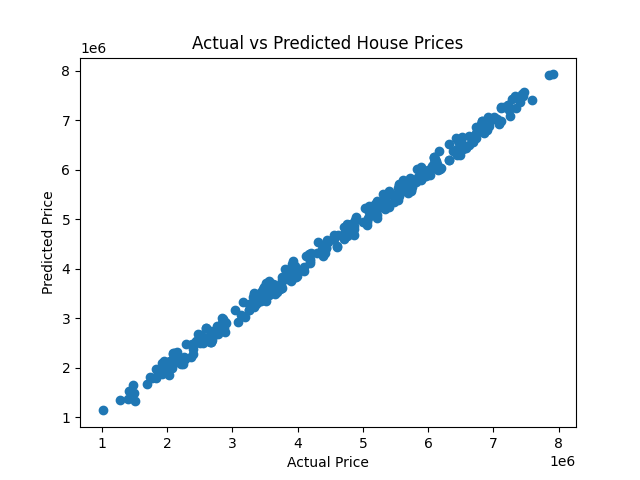 Actual vs Predicted House Prices
1e6
8
7
6
5
4
3
2
1
Predicted Price
1 2 3 4 5 6 7 8
1e6
Actual Price